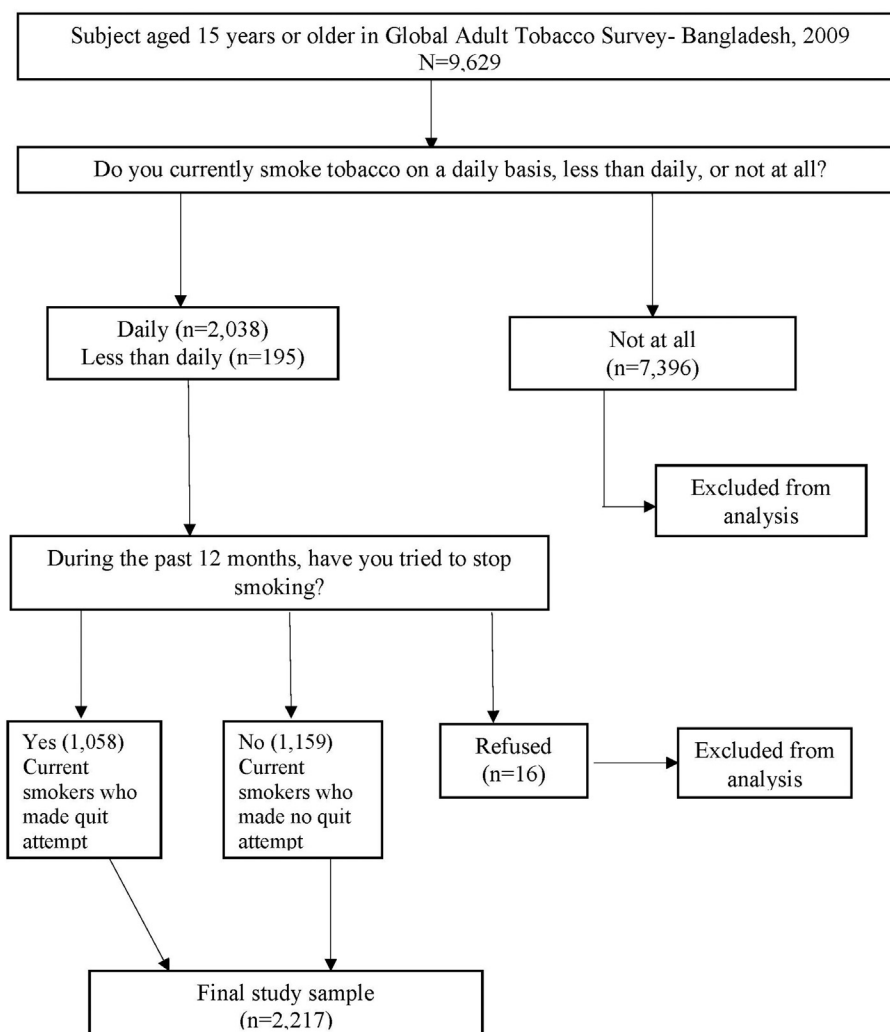 Subject aged 15 years or older in Global Adult Tobacco Survey- Bangladesh, 2009
N=9,629
Do you currently smoke tobacco on a daily basis, less than daily, or not at all?
Daily (n=2,038)
Less than daily (n=195)
Not at all
(n=7,396)
Excluded from
analysis
During the past 12 months, have you tried to stop
smoking?
Yes (1,058)
Current
smokers who
made quit
attempt
No (1,159)
Current
smokers who
made no quit
attempt
Refused
(n=16)
Excluded from
analysis
Final study sample
(n=2,217)